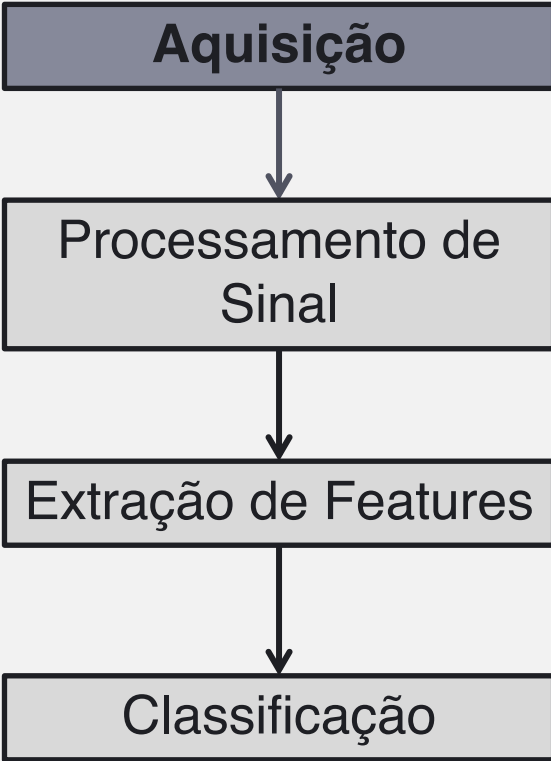 Aquisição
Processamento de
Sinal
Extração de Features
Classificação